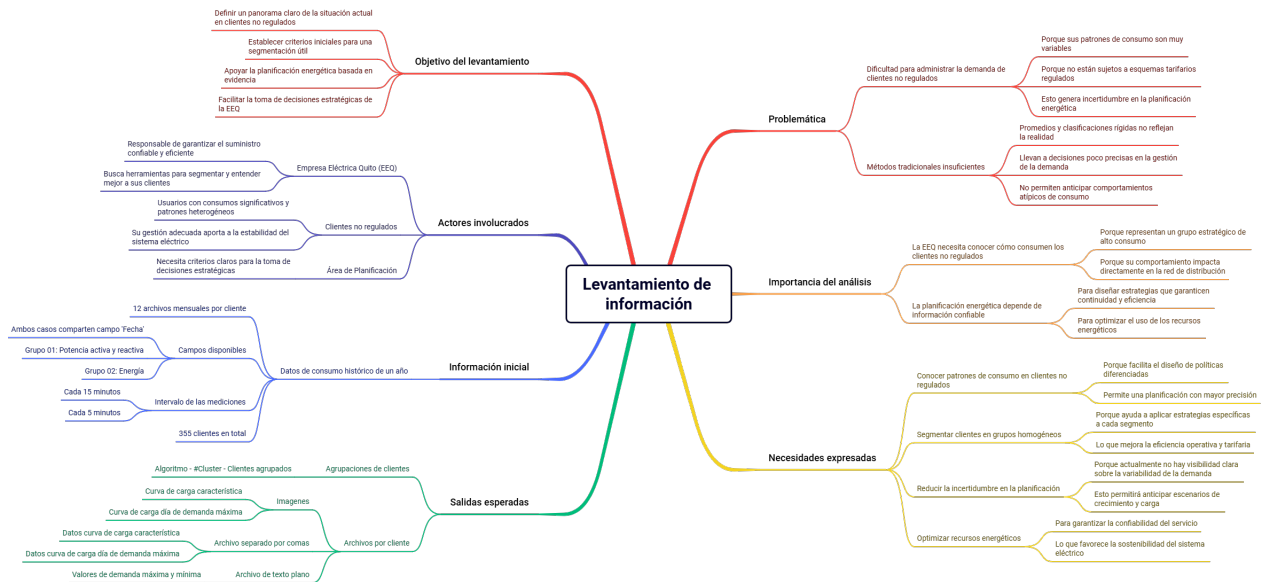 Levantamiento de
información
Objetivo del levantamiento
Definir un panorama claro de la situación actual
en clientes no regulados
Establecer criterios iniciales para una
segmentación útil
Apoyar la planificación energética basada en
evidencia
Facilitar la toma de decisiones estratégicas de
la EEQ
Actores involucrados
Empresa Eléctrica Quito (EEQ)
Responsable de garantizar el suministro
confiable y eficiente
Busca herramientas para segmentar y entender
mejor a sus clientes
Clientes no regulados
Usuarios con consumos significativos y
patrones heterogéneos
Su gestión adecuada aporta a la estabilidad del
sistema eléctrico
Área de Planificación
Necesita criterios claros para la toma de
decisiones estratégicas
Información inicial
Datos de consumo histórico de un año
12 archivos mensuales por cliente
Campos disponibles
Ambos casos comparten campo 'Fecha'
Grupo 01: Potencia activa y reactiva
Grupo 02: Energía
Intervalo de las mediciones
Cada 15 minutos
Cada 5 minutos
355 clientes en total
Salidas esperadas
Agrupaciones de clientes
Algoritmo - #Cluster - Clientes agrupados
Archivos por cliente
Imagenes
Curva de carga característica
Curva de carga día de demanda máxima
Archivo separado por comas
Datos curva de carga característica
Datos curva de carga día de demanda máxima
Archivo de texto plano
Valores de demanda máxima y mínima
Problemática
Dificultad para administrar la demanda de
clientes no regulados
Porque sus patrones de consumo son muy
variables
Porque no están sujetos a esquemas tarifarios
regulados
Esto genera incertidumbre en la planificación
energética
Métodos tradicionales insuficientes
Promedios y clasificaciones rígidas no reflejan
la realidad
Llevan a decisiones poco precisas en la gestión
de la demanda
No permiten anticipar comportamientos
atípicos de consumo
Importancia del análisis
La EEQ necesita conocer cómo consumen los
clientes no regulados
Porque representan un grupo estratégico de
alto consumo
Porque su comportamiento impacta
directamente en la red de distribución
La planificación energética depende de
información confiable
Para diseñar estrategias que garanticen
continuidad y eficiencia
Para optimizar el uso de los recursos
energéticos
Necesidades expresadas
Conocer patrones de consumo en clientes no
regulados
Porque facilita el diseño de políticas
diferenciadas
Permite una planificación con mayor precisión
Segmentar clientes en grupos homogéneos
Porque ayuda a aplicar estrategias específicas
a cada segmento
Lo que mejora la eficiencia operativa y tarifaria
Reducir la incertidumbre en la planificación
Porque actualmente no hay visibilidad clara
sobre la variabilidad de la demanda
Esto permitirá anticipar escenarios de
crecimiento y carga
Optimizar recursos energéticos
Para garantizar la confiabilidad del servicio
Lo que favorece la sostenibilidad del sistema
eléctrico